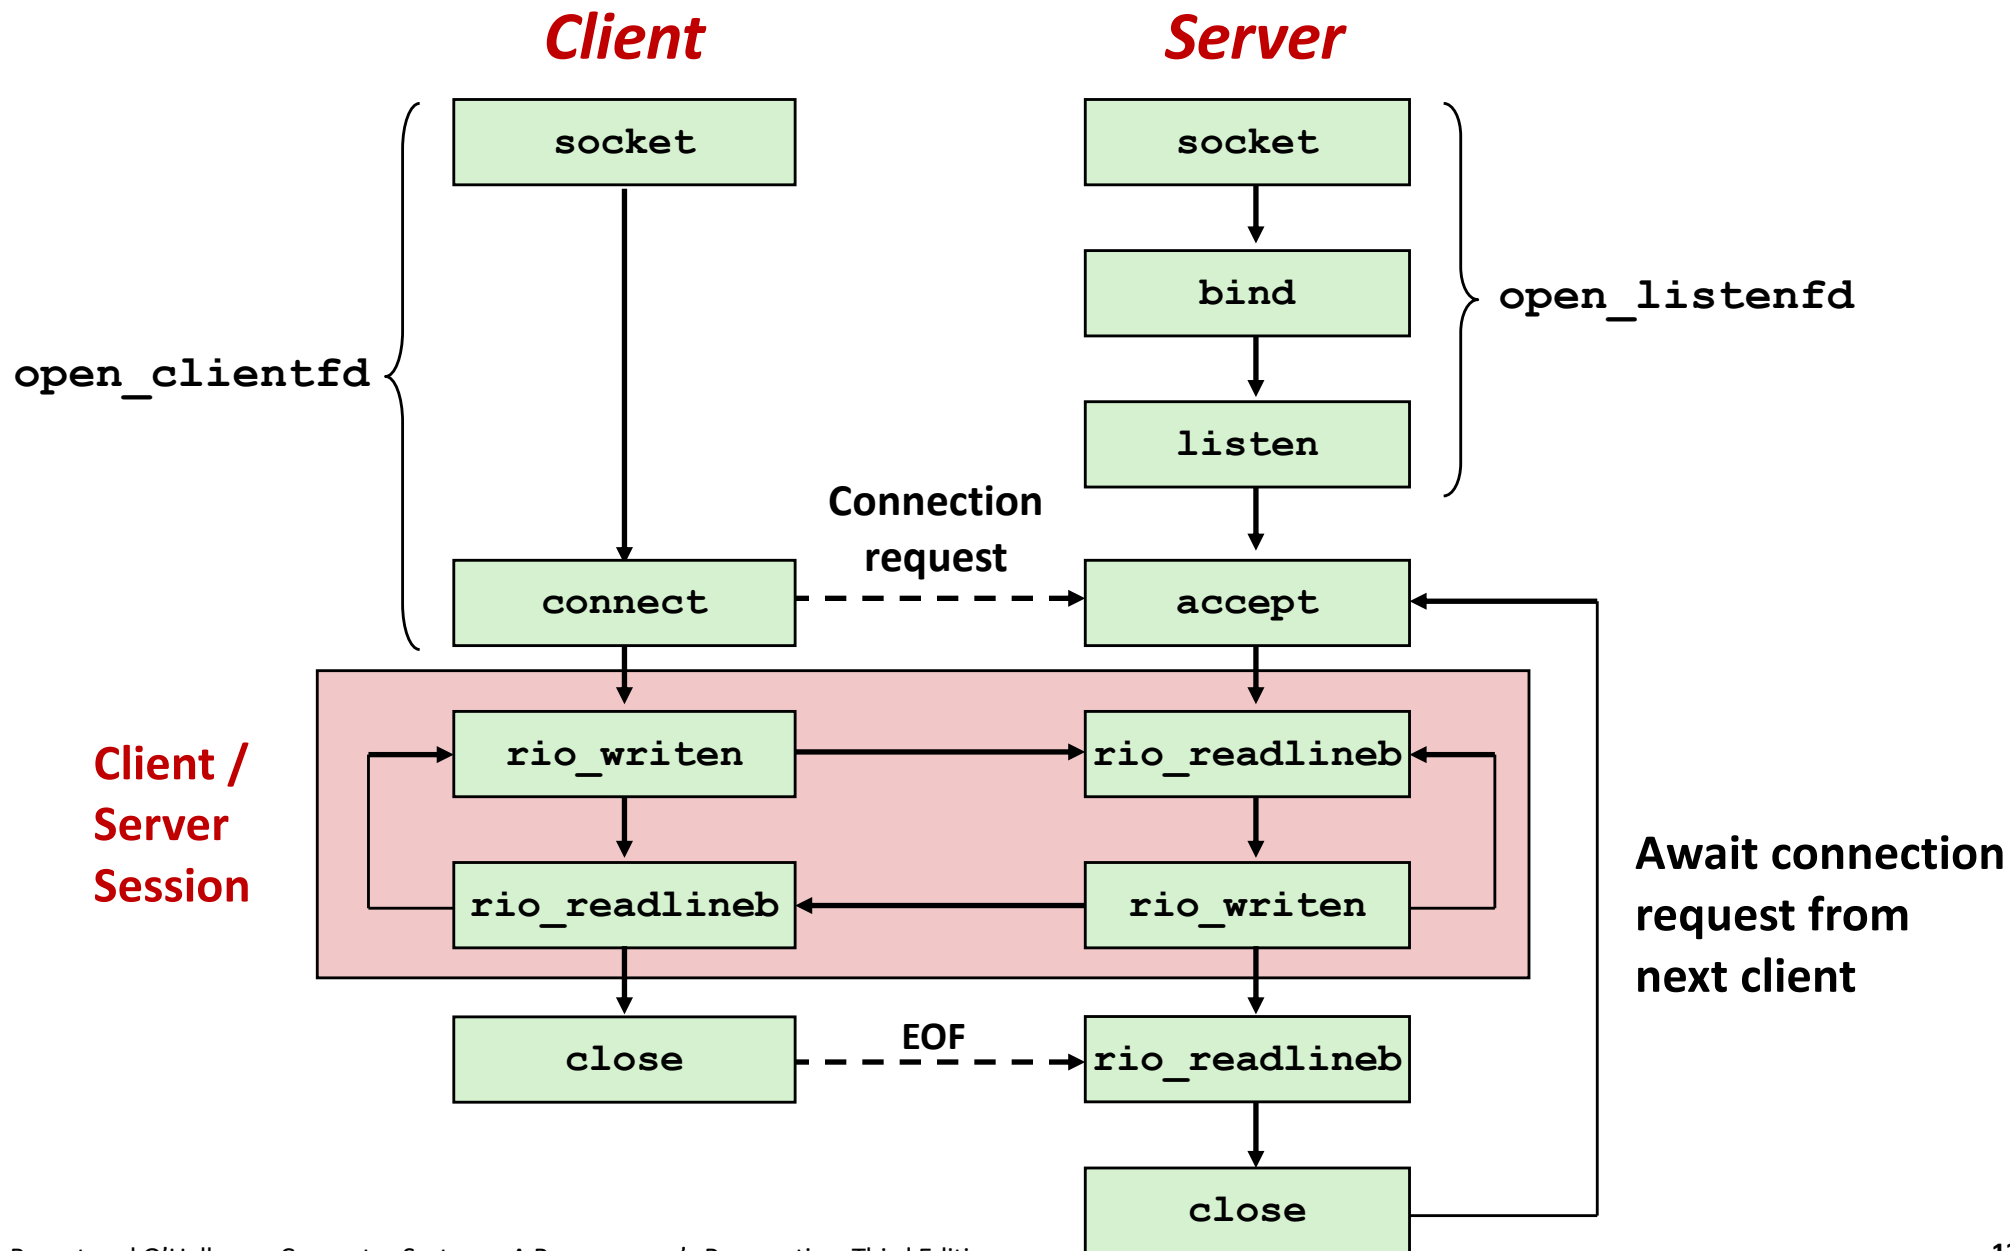 Client
Server
socket
socket
bind
open_listenfd
open_clientfd
listen
Connection
request
connect
accept
Client /
Server
Session
rio_writen
rio_readlineb
rio_readlineb
rio_writen
Await connection
request from
next client
EOF
close
rio_readlineb
close